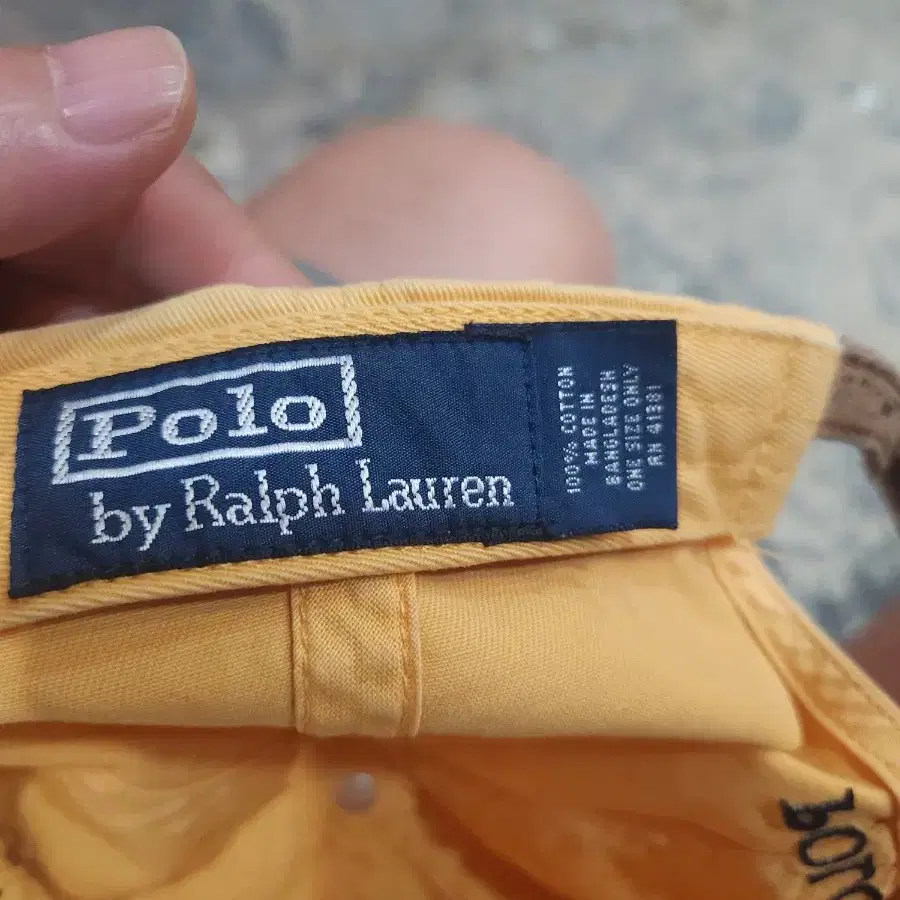 Polo
by Ralph Lauren
100% COTTON
MADE IN
BANGLADESH
ONE SIZE ONLY
RN 41381